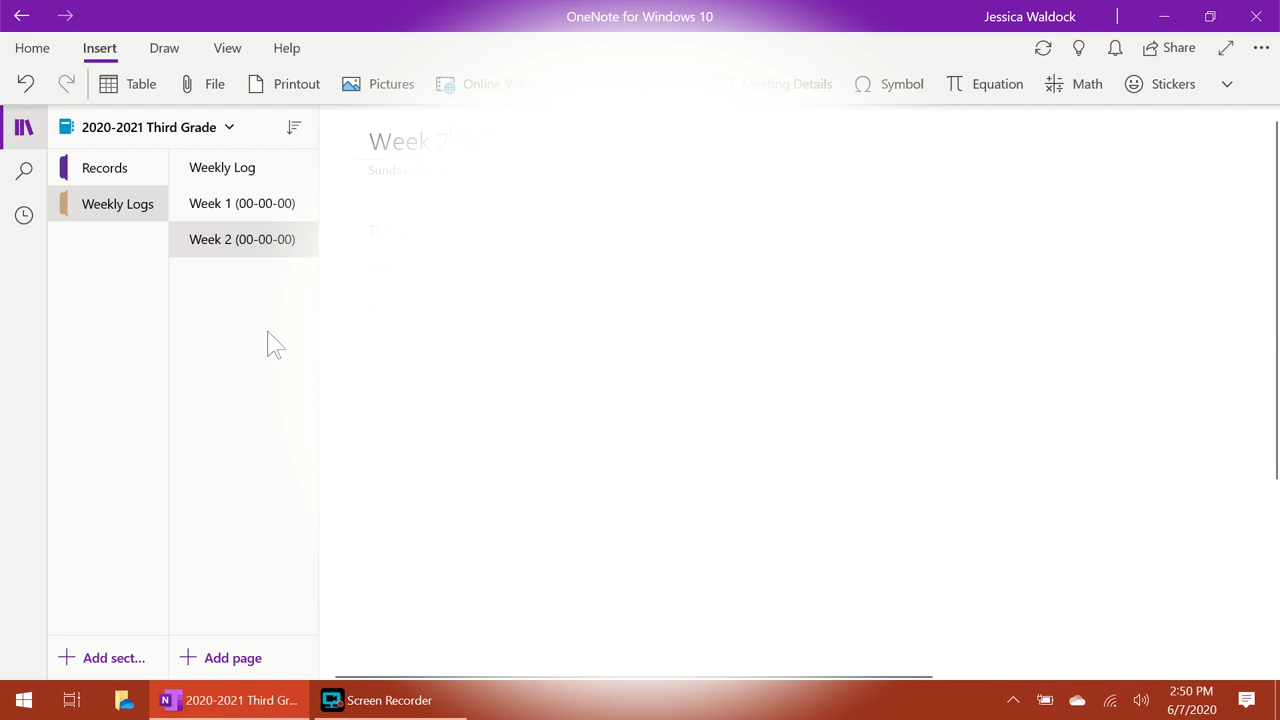 OneNote for Windows 10
Jessica Waldock
Home Insert Draw View Help
Share
Table File Printout Pictures Online Video Meeting Details Symbol Equation Math Stickers
2020-2021 Third Grade
Records
Weekly Logs
Weekly Log
Week 1 (00-00-00)
Week 2 (00-00-00)
Week 2
Sunday,
Add sect...
Add page
2020-2021 Third Gr...
Screen Recorder
2:50 PM
6/7/2020